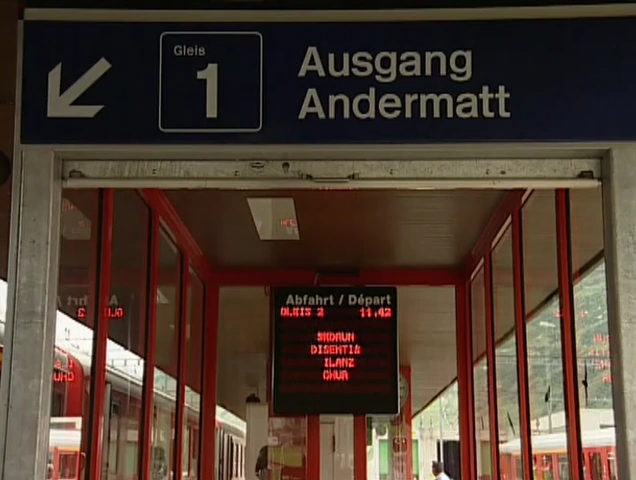 Gleis
1
Ausgang
Andermatt
Abfahrt / Départ
GLEIS 2 11.42
SEDRUN
DISENTIS
ILANZ
CHUR